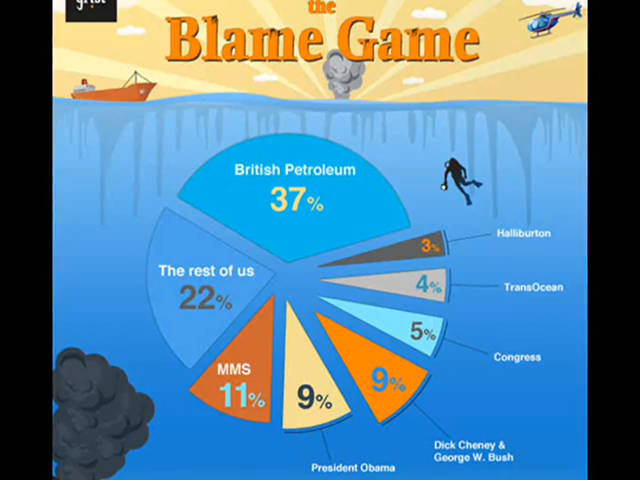 grist
the
Blame Game
British Petroleum
37%
Halliburton
3%
The rest of us
22%
4%
TransOcean
5%
Congress
MMS
11%
9%
9%
Dick Cheney &
George W. Bush
President Obama